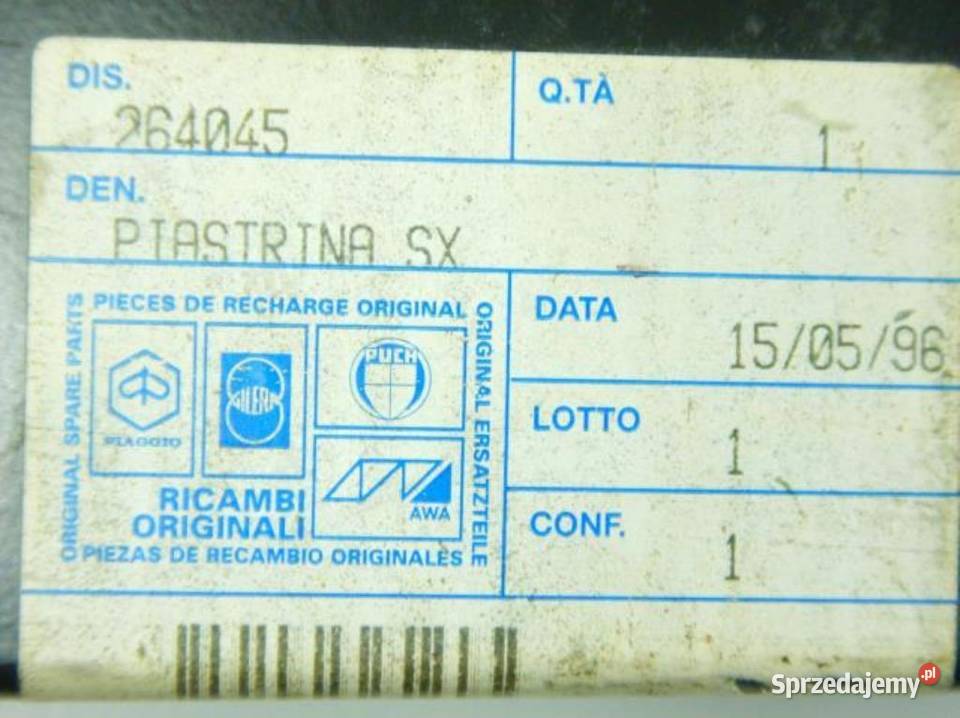 DIS.
264045
Q.TÀ
1
DEN.
PIASTRINA SX
PIECES DE RECHARGE ORIGINAL
ORIGINAL SPARE PARTS
ORIGINAL ERSATZTEILE
PIAGGIO
GILERA
PUCH
AWA
RICAMBI
ORIGINALI
PIEZAS DE RECAMBIO ORIGINALES
DATA
15/05/96
LOTTO
1
CONF.
1
Sprzedajemy.pl